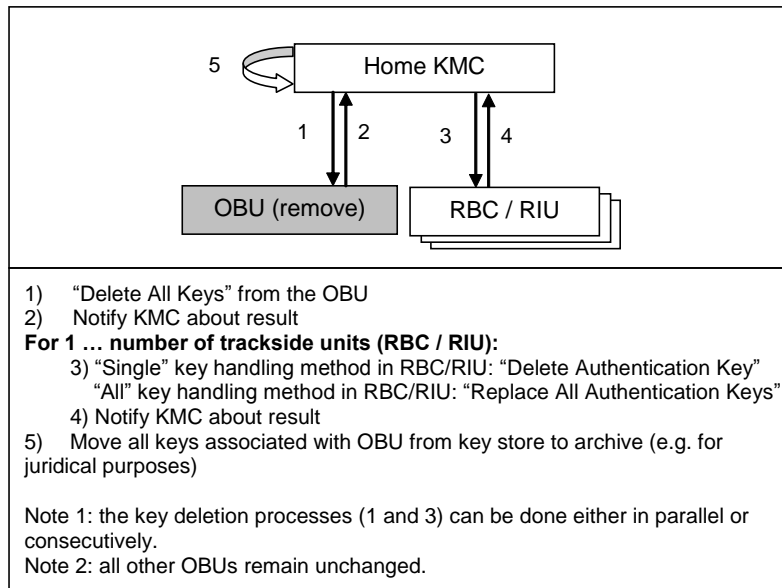 5
Home KMC
1
2
3
4
OBU (remove)
RBC / RIU
1) “Delete All Keys” from the OBU
2) Notify KMC about result
For 1 … number of trackside units (RBC / RIU):
3) “Single” key handling method in RBC/RIU: “Delete Authentication Key”
“All” key handling method in RBC/RIU: “Replace All Authentication Keys”
4) Notify KMC about result
5) Move all keys associated with OBU from key store to archive (e.g. for
juridical purposes)
Note 1: the key deletion processes (1 and 3) can be done either in parallel or
consecutively.
Note 2: all other OBUs remain unchanged.